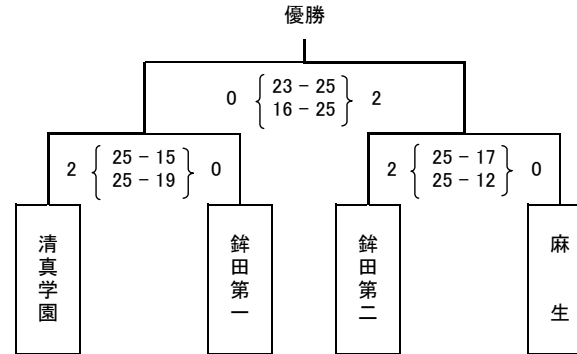 優勝
0 23 - 25 2
16 - 25
2 25 - 15 0
25 - 19
2 25 - 17 0
25 - 12
清真学園
鉾田第一
鉾田第二
麻生